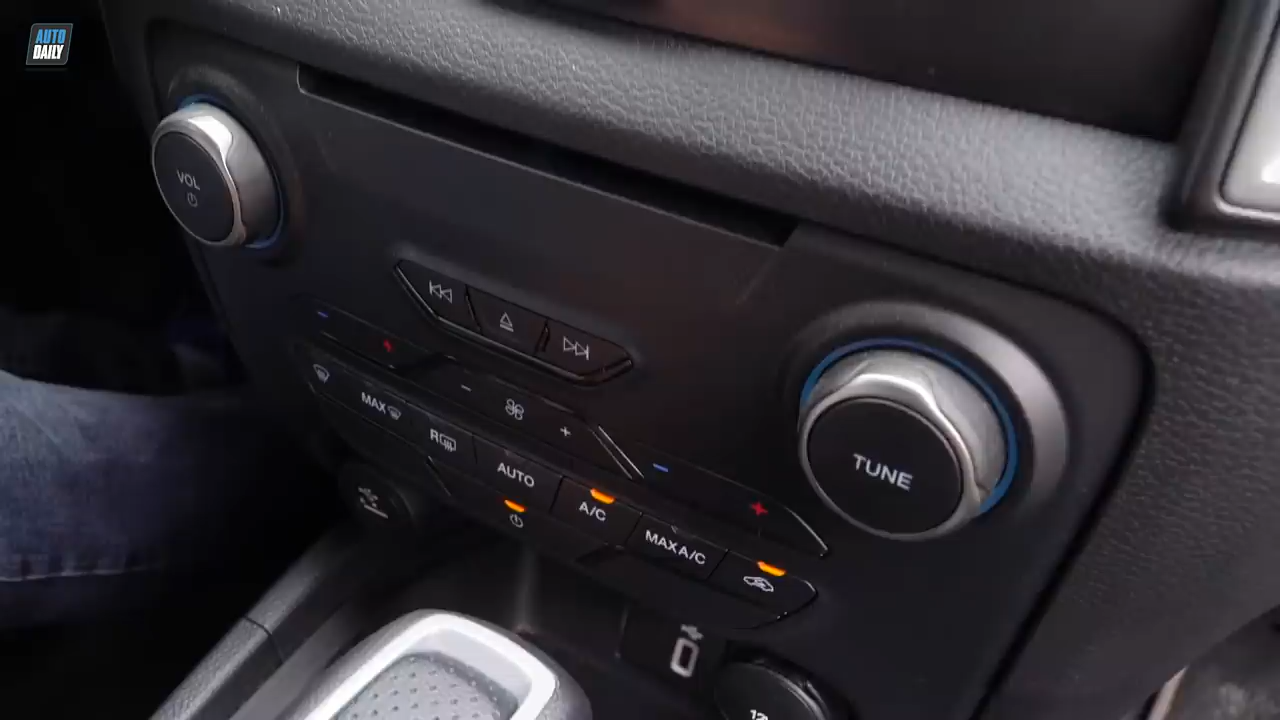 AUTO
DAILY
VOL
MAX
R
AUTO
A/C
MAX A/C
TUNE